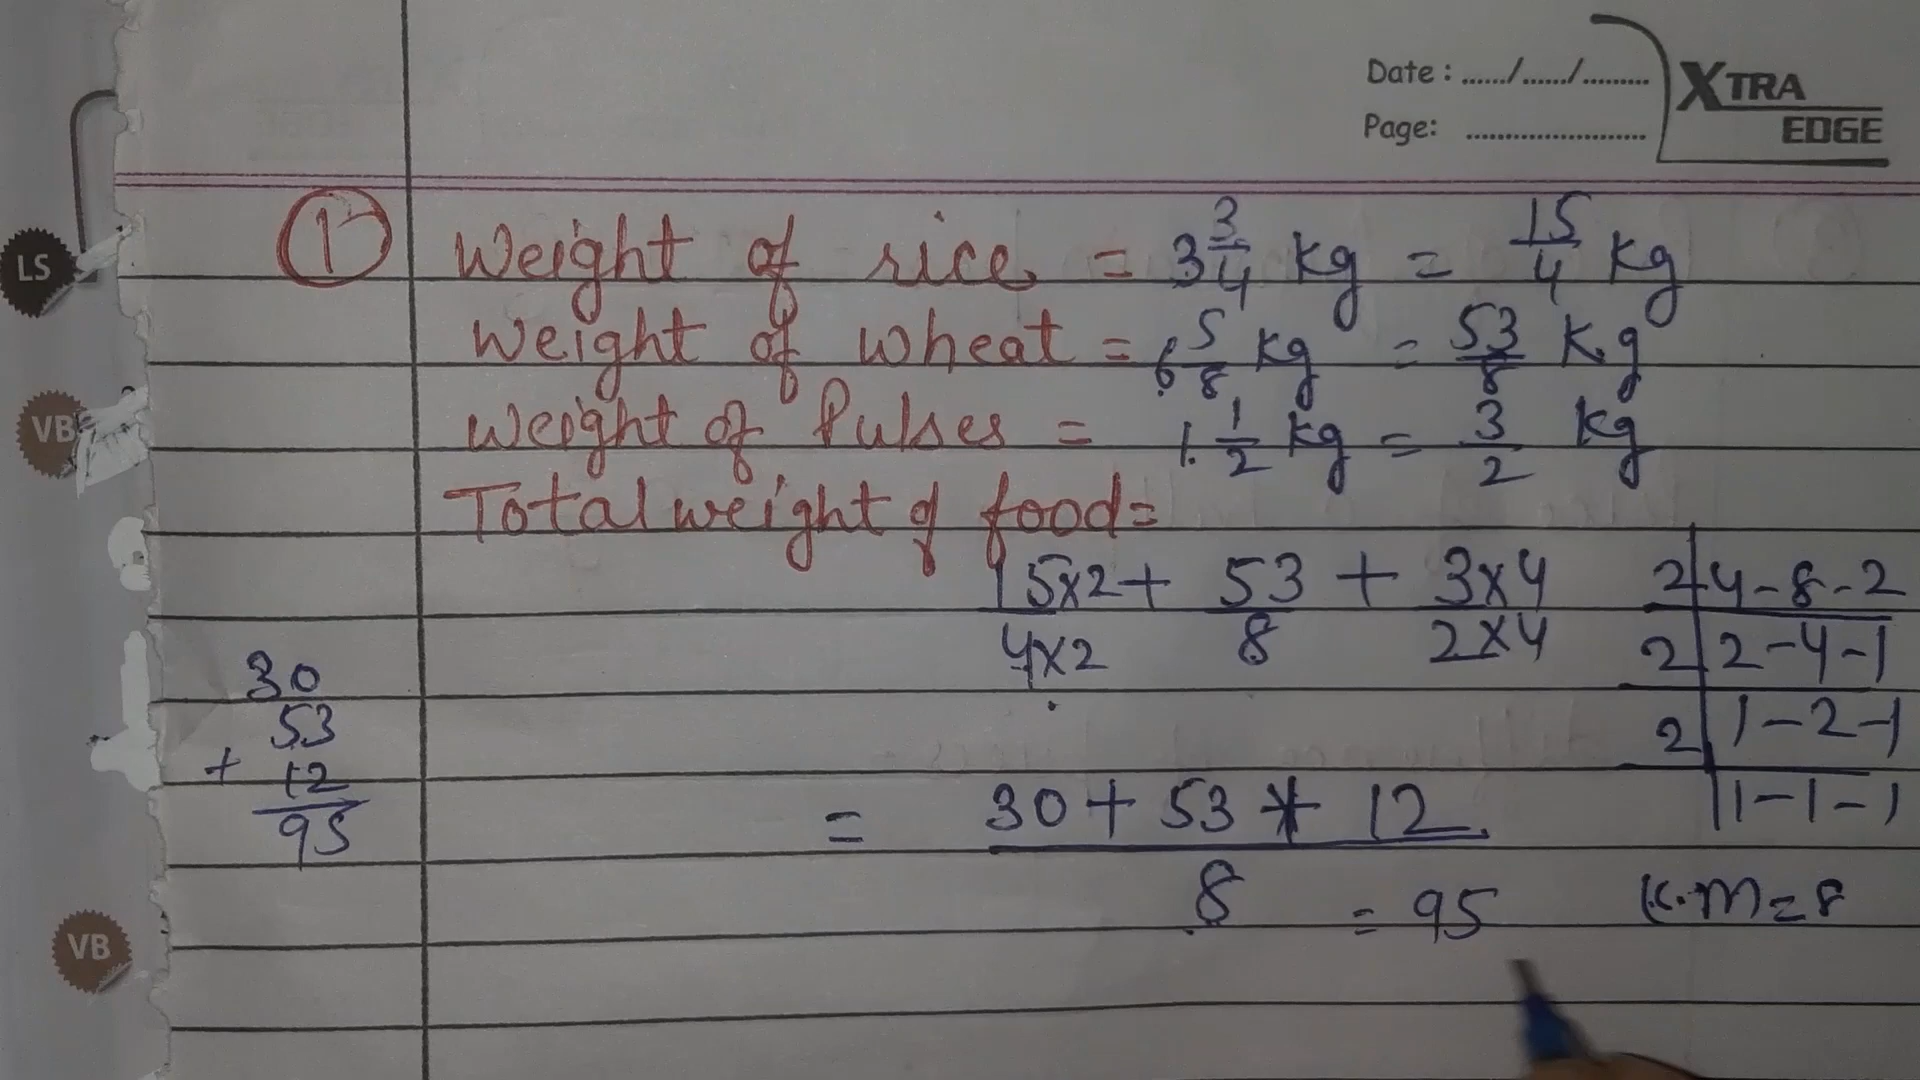 Date : ....../....../.........
Page: .......................
XTRA EDGE
LS
VB
VB
1 Weight of rice = 3 3/4 kg = 15/4 kg
Weight of wheat = 6 5/8 kg = 53/8 kg
Weight of Pulses = 1 1/2 kg = 3/2 kg
Total weight of food =
15x2/4x2 + 53/8 + 3x4/2x4
2 | 4-8-2
2 | 2-4-1
2 | 1-2-1
| 1-1-1
30
53
+ 12
95
= 30 + 53 + 12 / 8
= 95